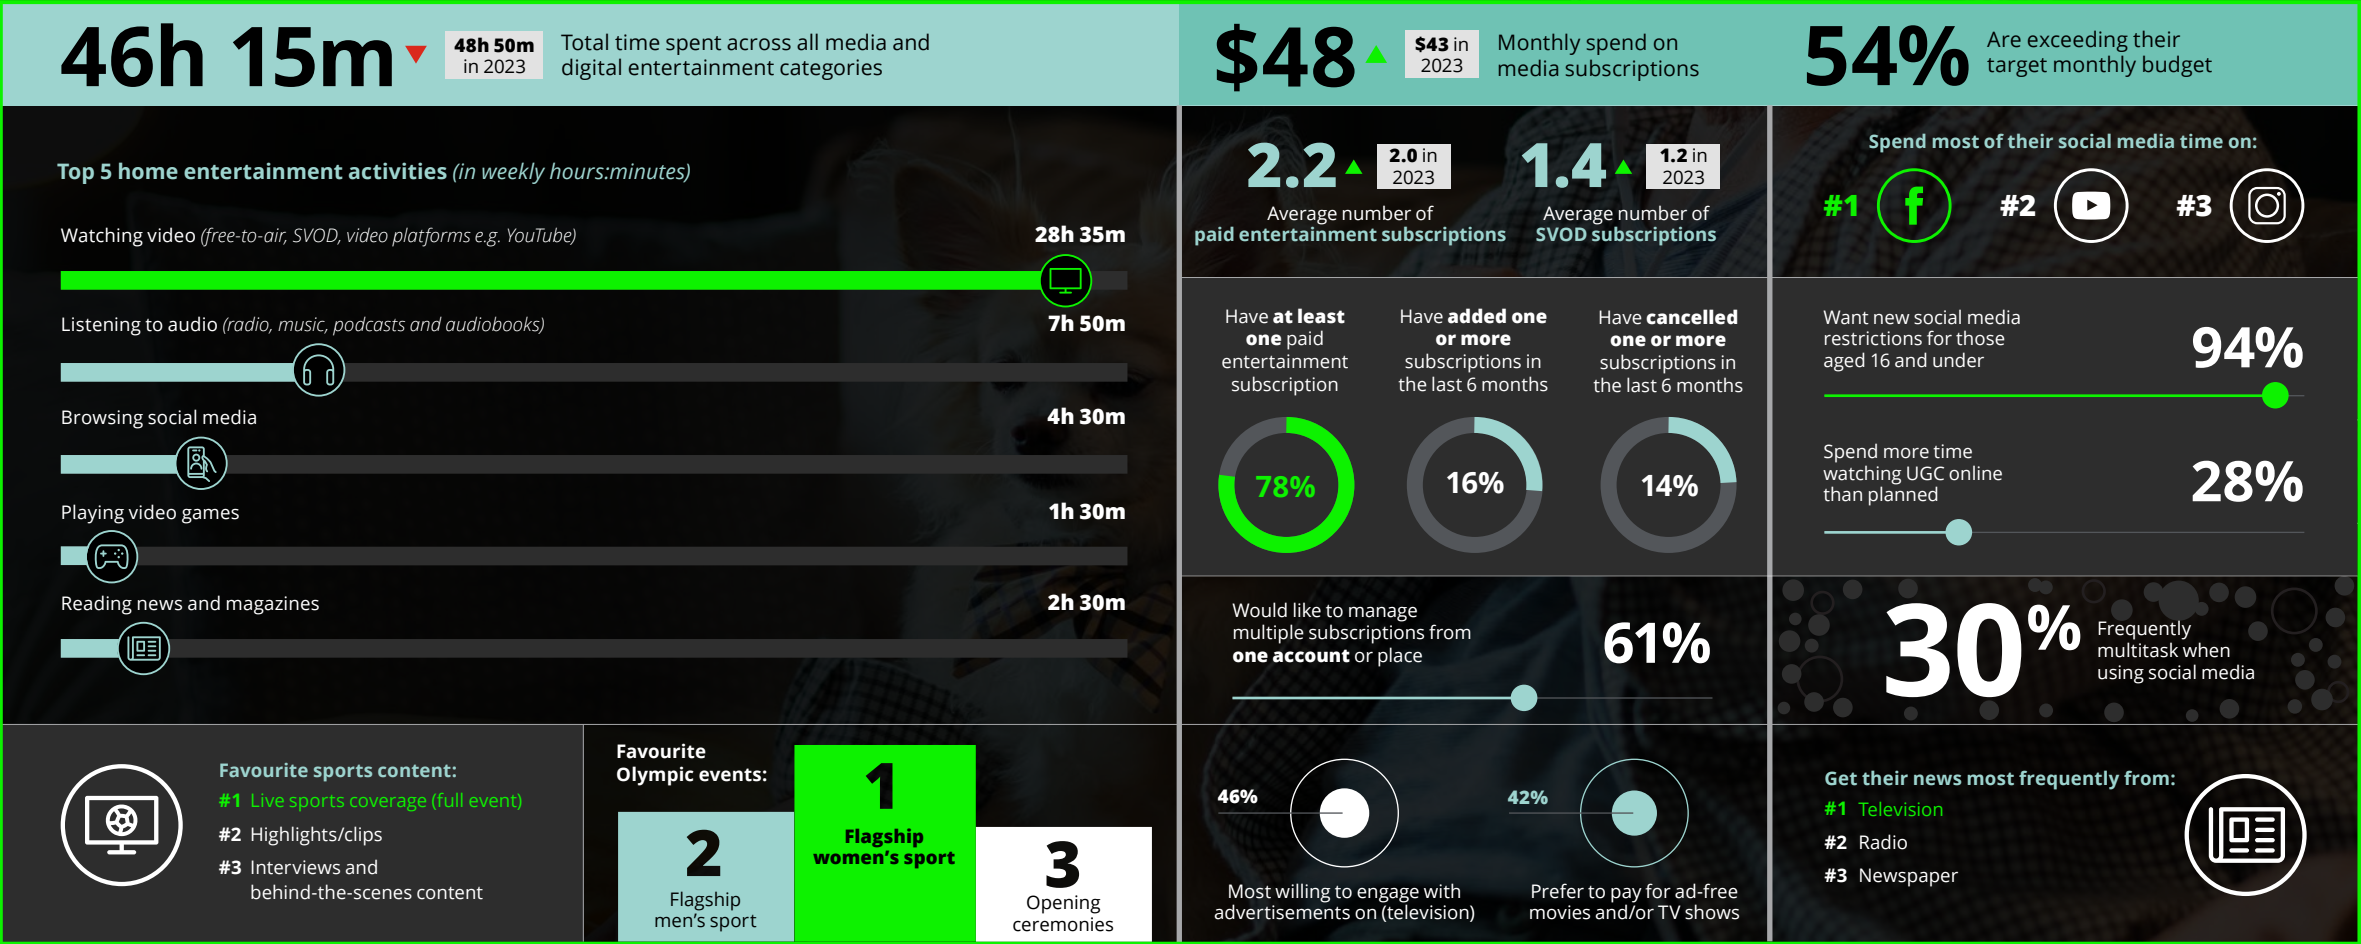 46h 15m
48h 50m
in 2023
Total time spent across all media and
digital entertainment categories
$48
$43 in
2023
Monthly spend on
media subscriptions
54%
Are exceeding their
target monthly budget
Top 5 home entertainment activities (in weekly hours:minutes)
Watching video (free-to-air, SVOD, video platforms e.g. YouTube)
28h 35m
Listening to audio (radio, music, podcasts and audiobooks)
7h 50m
Browsing social media
4h 30m
Playing video games
1h 30m
Reading news and magazines
2h 30m
Favourite sports content:
#1 Live sports coverage (full event)
#2 Highlights/clips
#3 Interviews and
behind-the-scenes content
Favourite
Olympic events:
1
Flagship
women's sport
2
Flagship
men's sport
3
Opening
ceremonies
2.2
2.0 in
2023
Average number of
paid entertainment subscriptions
1.4
1.2 in
2023
Average number of
SVOD subscriptions
Have at least
one paid
entertainment
subscription
78%
Have added one
or more
subscriptions in
the last 6 months
16%
Have cancelled
one or more
subscriptions in
the last 6 months
14%
Would like to manage
multiple subscriptions from
one account or place
61%
46%
Most willing to engage with
advertisements on (television)
42%
Prefer to pay for ad-free
movies and/or TV shows
Spend most of their social media time on:
#1
#2
#3
Want new social media
restrictions for those
aged 16 and under
94%
Spend more time
watching UGC online
than planned
28%
30%
Frequently
multitask when
using social media
Get their news most frequently from:
#1 Television
#2 Radio
#3 Newspaper